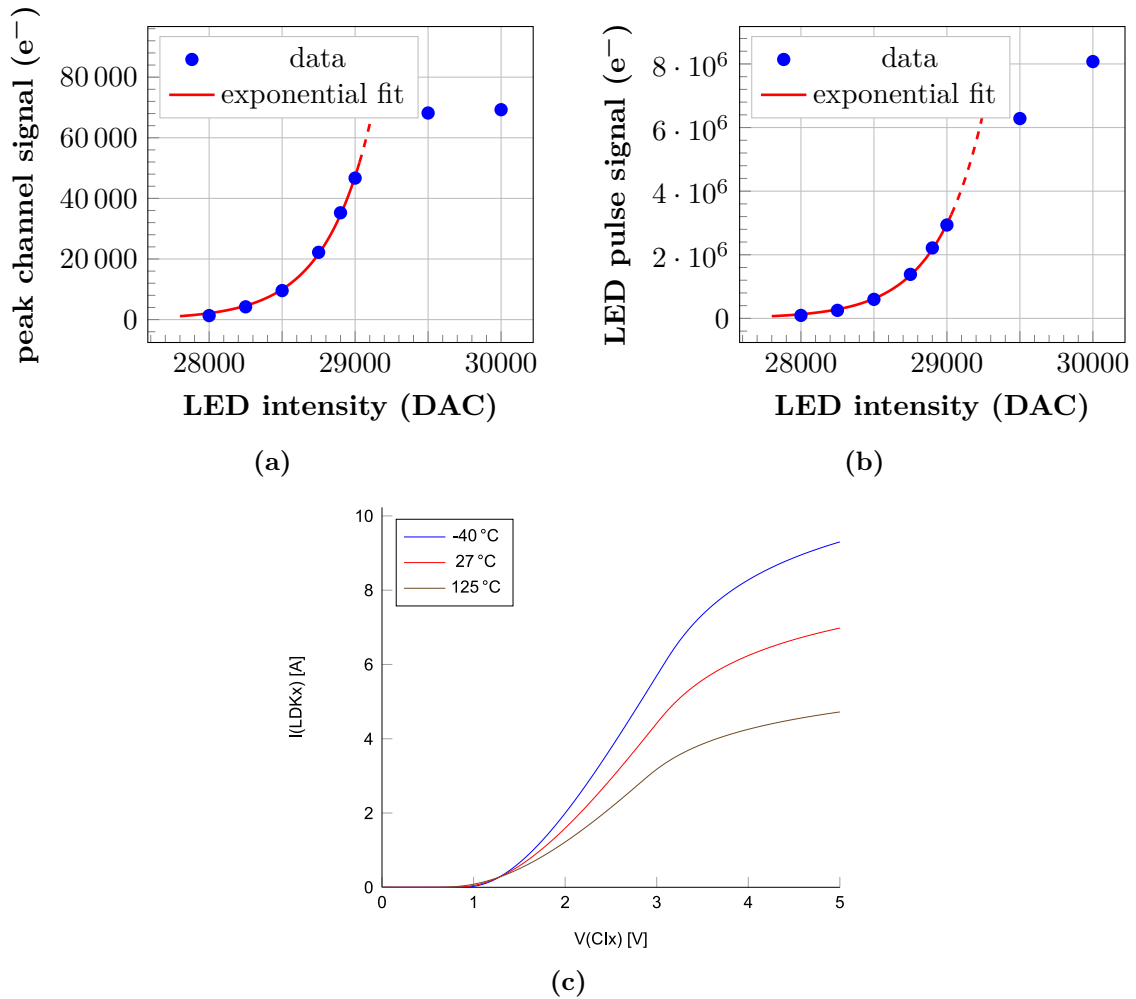 peak channel signal (e⁻)
80 000
60 000
40 000
20 000
0
data
exponential fit
28000 29000 30000
LED intensity (DAC)
(a)
LED pulse signal (e⁻)
8 · 10⁶
6 · 10⁶
4 · 10⁶
2 · 10⁶
0
data
exponential fit
28000 29000 30000
LED intensity (DAC)
(b)
I(LDKx) [A]
10
8
6
4
2
0
-40 °C
27 °C
125 °C
0 1 2 3 4 5
V(CIx) [V]
(c)